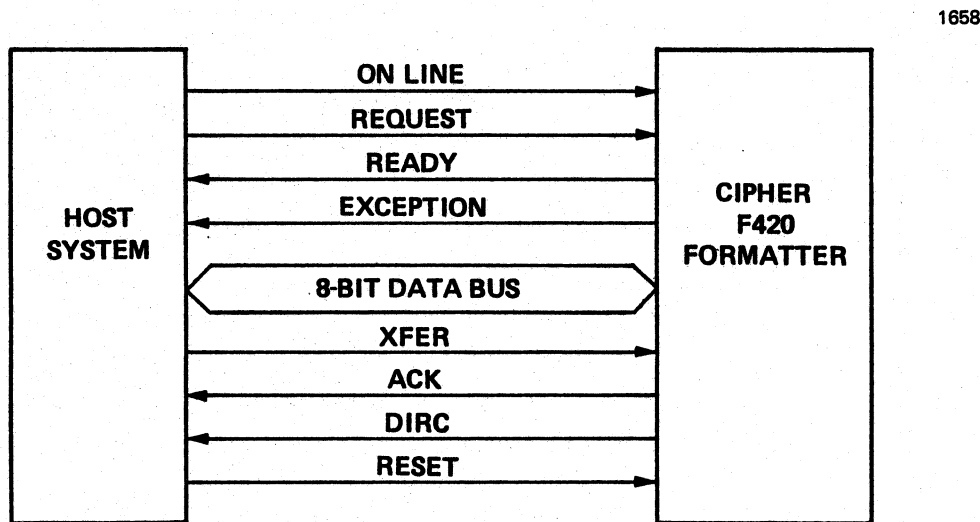 1658
ON LINE
REQUEST
READY
EXCEPTION
HOST
SYSTEM
CIPHER
F420
FORMATTER
8-BIT DATA BUS
XFER
ACK
DIRC
RESET